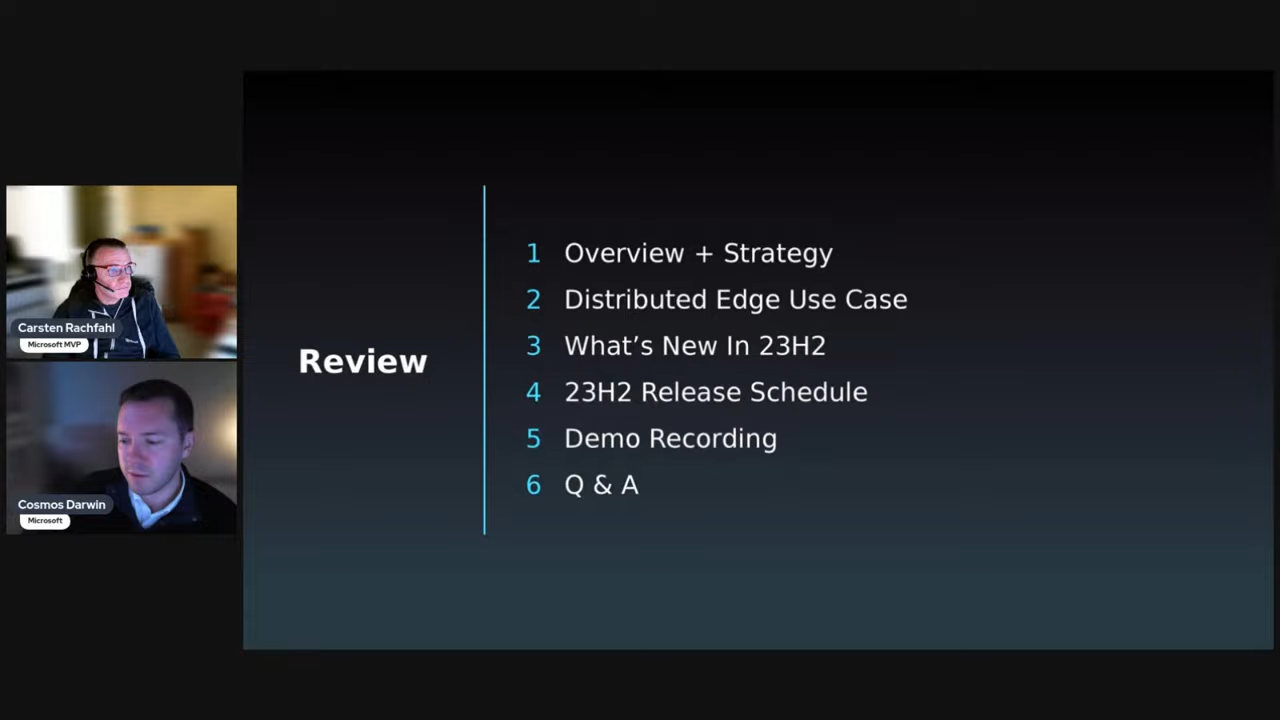 Carsten Rachfahl
Microsoft MVP
Cosmos Darwin
Microsoft
Review
1 Overview + Strategy
2 Distributed Edge Use Case
3 What’s New In 23H2
4 23H2 Release Schedule
5 Demo Recording
6 Q & A